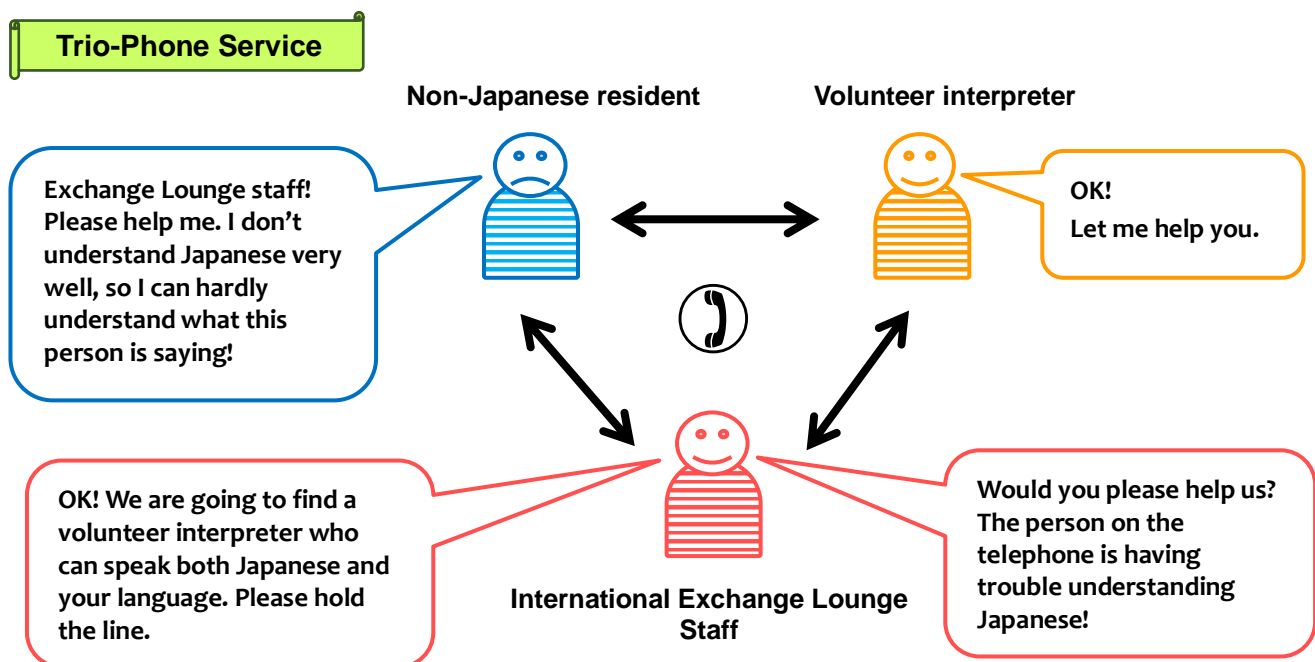 Trio-Phone Service
Non-Japanese resident
Volunteer interpreter
Exchange Lounge staff!
Please help me. I don’t
understand Japanese very
well, so I can hardly
understand what this
person is saying!
OK!
Let me help you.
OK! We are going to find a
volunteer interpreter who
can speak both Japanese and
your language. Please hold
the line.
International Exchange Lounge
Staff
Would you please help us?
The person on the
telephone is having
trouble understanding
Japanese!